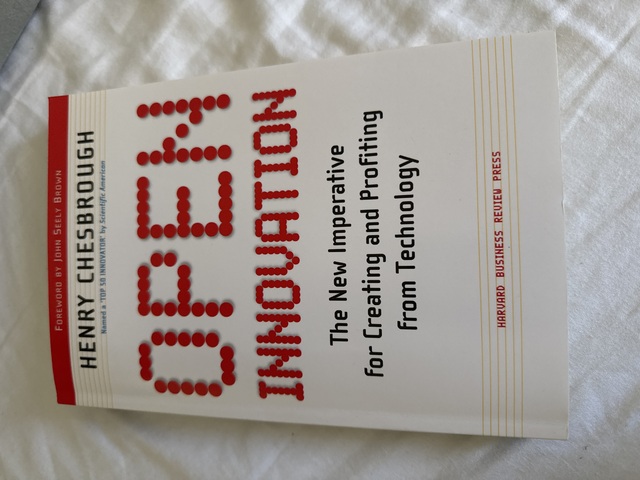 FOREWORD BY JOHN SEELY BROWN
HENRY CHESBROUGH
Named a 'TOP 50 INNOVATOR' by Scientific American
OPEN
INNOVATION
The New Imperative
for Creating and Profiting
from Technology
HARVARD BUSINESS REVIEW PRESS